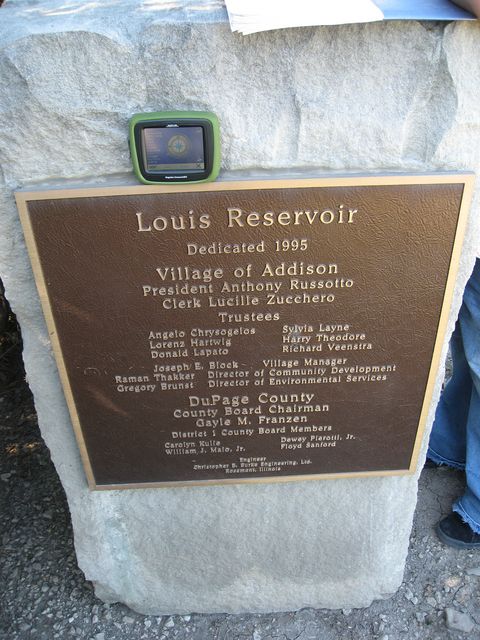 Louis Reservoir
Dedicated 1995
Village of Addison
President Anthony Russotto
Clerk Lucille Zucchero
Trustees
Angelo Chrysogelos Sylvia Layne
Lorenz Hartwig Harry Theodore
Donald Lapato Richard Veenstra
Joseph E. Block Village Manager
Raman Thakker Director of Community Development
Gregory Brunst Director of Environmental Services
DuPage County
County Board Chairman
Gayle M. Franzen
District 1 County Board Members
Carolyn Kulle Dewey Pierotti, Jr.
William J. Maio, Jr. Floyd Sanford
Engineer
Christopher B. Burke Engineering, Ltd.
Rosemont, Illinois